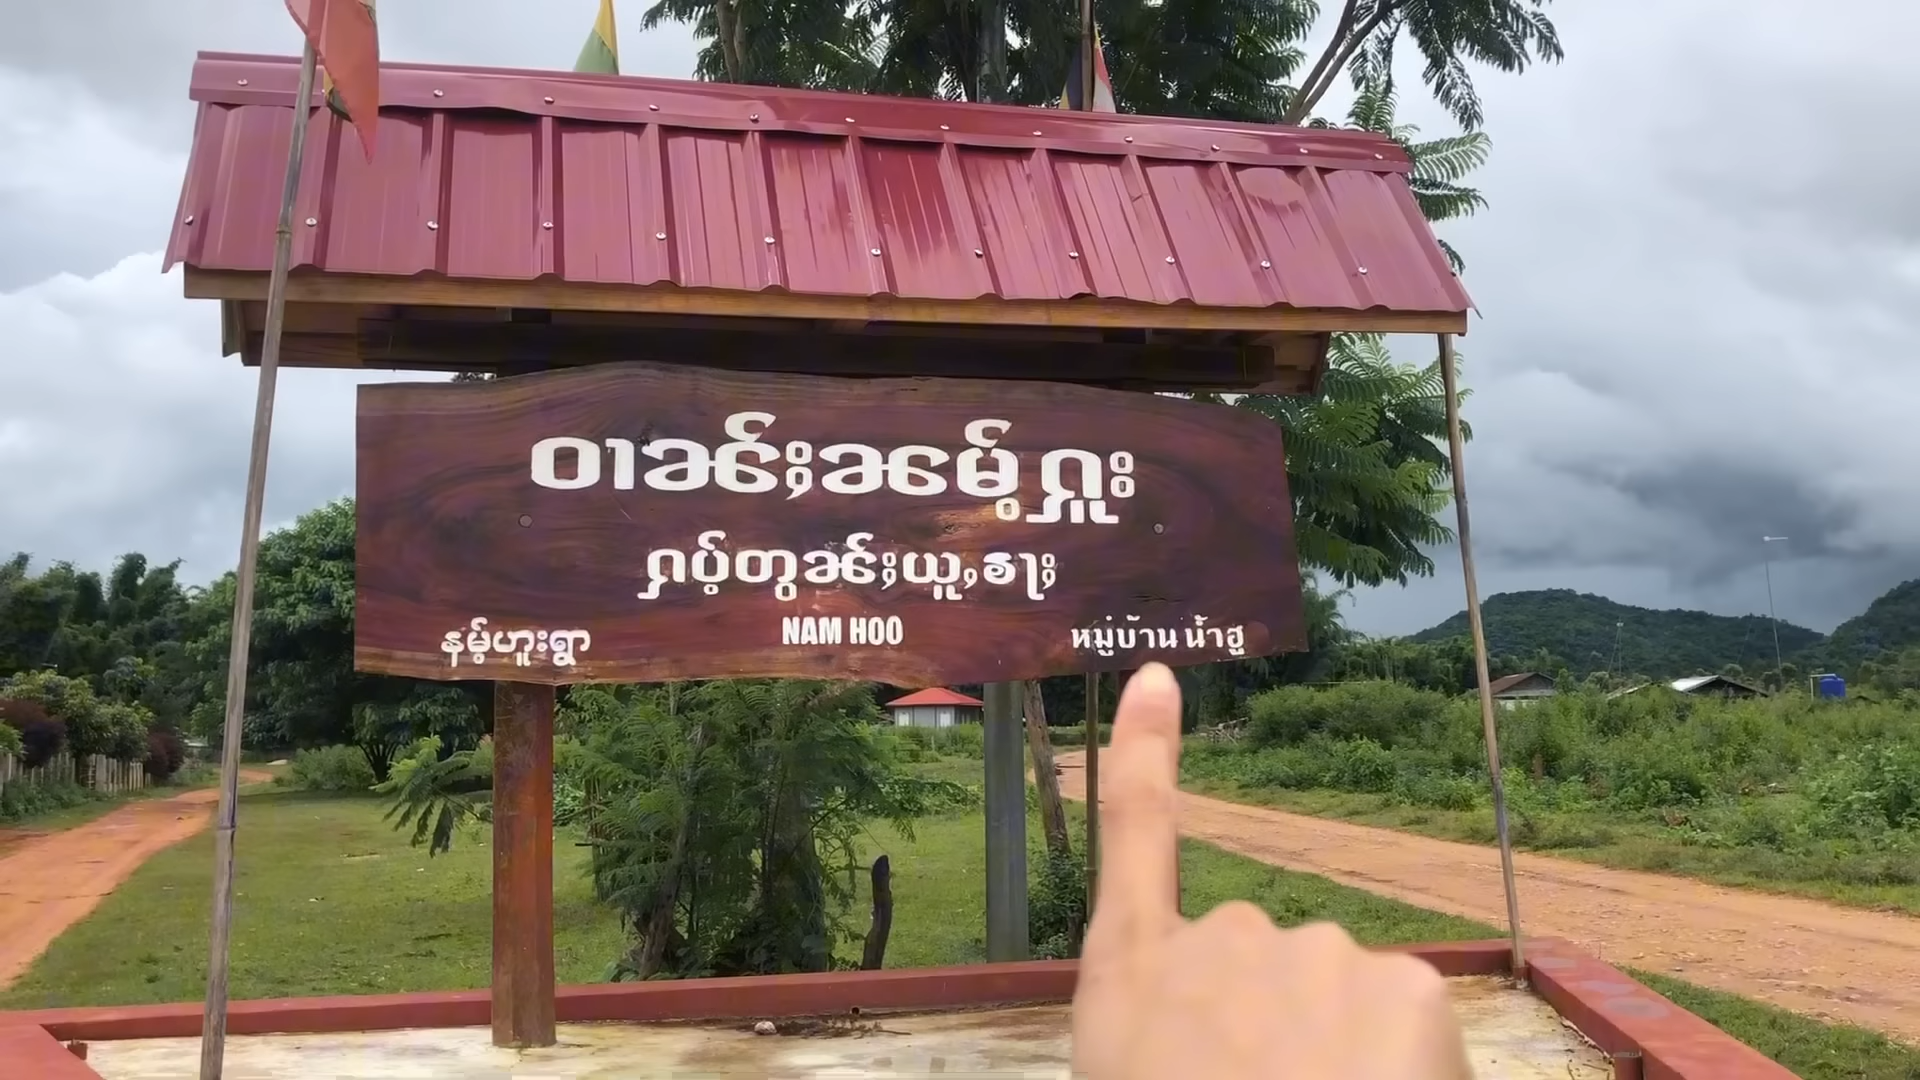 ဝၢၼ်ႈၼမ့်ႁူး
ႁပ့်တွၼ်ႈယူႇၶႃႈ
နမ့်ဟူးရွာ NAM HOO หมู่บ้าน น้ำฮู